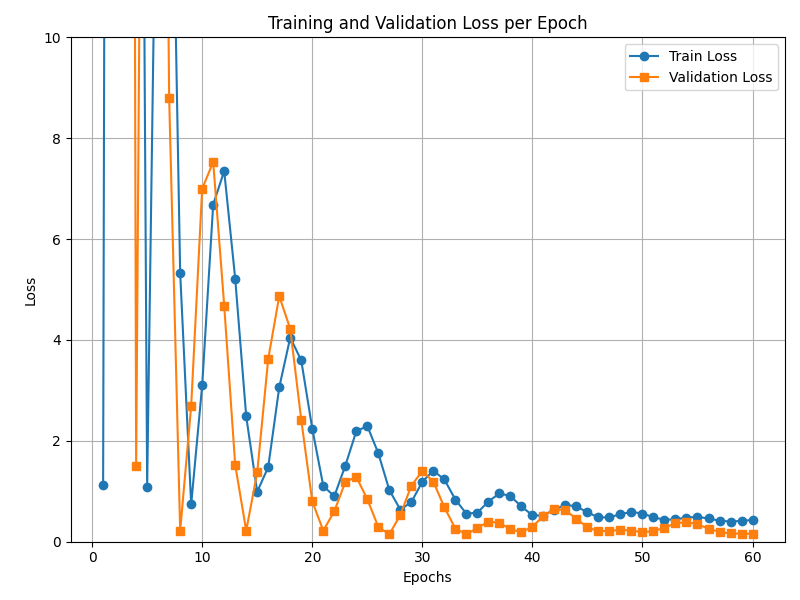 Training and Validation Loss per Epoch
Train Loss
Validation Loss
10
8
6
4
2
0
Loss
0 10 20 30 40 50 60
Epochs